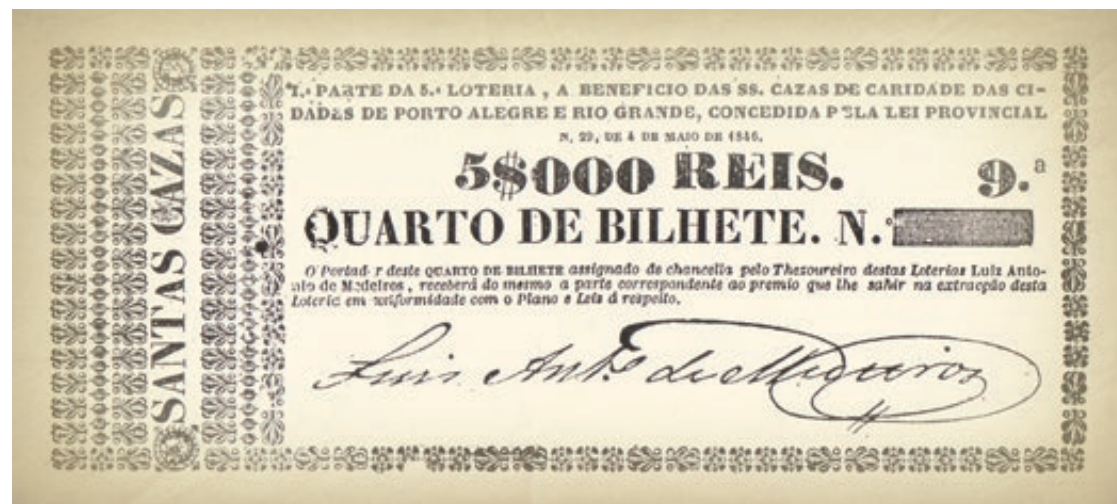 SANTAS CAZAS
1.ª PARTE DA 5.ª LOTERIA, A BENEFICIO DAS SS. CAZAS DE CARIDADE DAS CI-
DADES DE PORTO ALEGRE E RIO GRANDE, CONCEDIDA PELA LEI PROVINCIAL
N. 29, DE 4 DE MAIO DE 1846.
5$000 REIS. 9.ª
QUARTO DE BILHETE. N.º
O Portador deste QUARTO DE BILHETE assignado de chancella pelo Thesoureiro destas Loterias Luiz Anto-
nio de Medeiros, receberá do mesmo a parte correspondente ao premio que lhe sahir na extracção desta
Loteria em uniformidade com o Plano e Leis á respeito.
Luis Ant.º de Medeiros